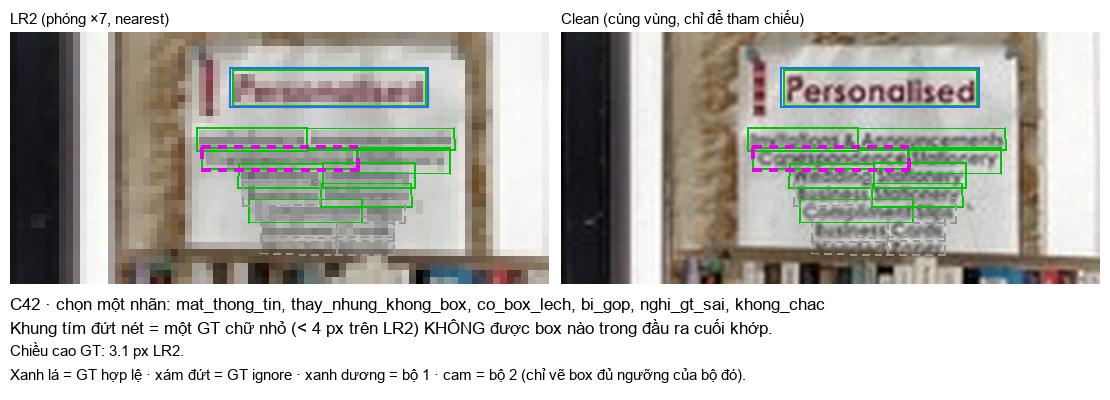 LR2 (phóng ×7, nearest)
Clean (cùng vùng, chỉ để tham chiếu)
Personalised
Personalised
Invitations & Announcements
Correspondence Stationery
Wedding Stationery
Business Stationery
Compliment Slips
Business Cards
C42 · chọn một nhãn: mat_thong_tin, thay_nhung_khong_box, co_box_lech, bi_gop, nghi_gt_sai, khong_chac
Khung tím đứt nét = một GT chữ nhỏ (< 4 px trên LR2) KHÔNG được box nào trong đầu ra cuối khớp.
Chiều cao GT: 3.1 px LR2.
Xanh lá = GT hợp lệ · xám đứt = GT ignore · xanh dương = bộ 1 · cam = bộ 2 (chỉ vẽ box đủ ngưỡng của bộ đó).